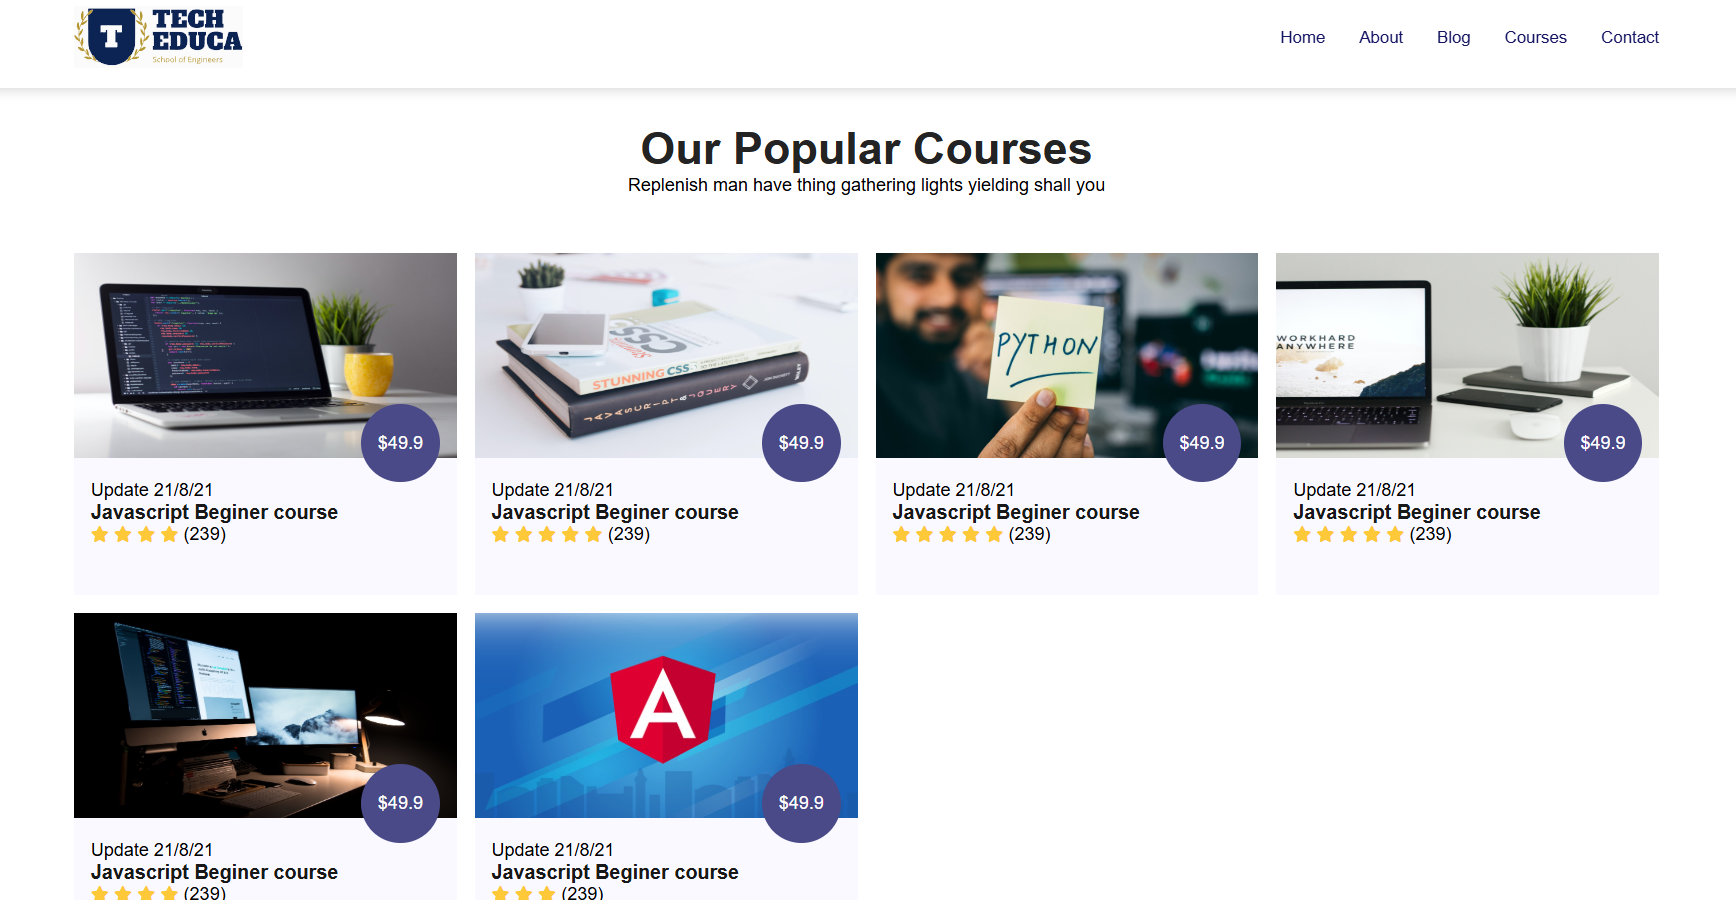 TECH
EDUCA
School of Engineers
Home About Blog Courses Contact
Our Popular Courses
Replenish man have thing gathering lights yielding shall you
STUNNING CSS
JAVASCRIPT & JQUERY
PYTHON
WORKHARD
ANYWHERE
$49.9 $49.9 $49.9 $49.9
Update 21/8/21 Update 21/8/21 Update 21/8/21 Update 21/8/21
Javascript Beginer course Javascript Beginer course Javascript Beginer course Javascript Beginer course
(239) (239) (239) (239)
A
$49.9 $49.9
Update 21/8/21 Update 21/8/21
Javascript Beginer course Javascript Beginer course
(239) (239)